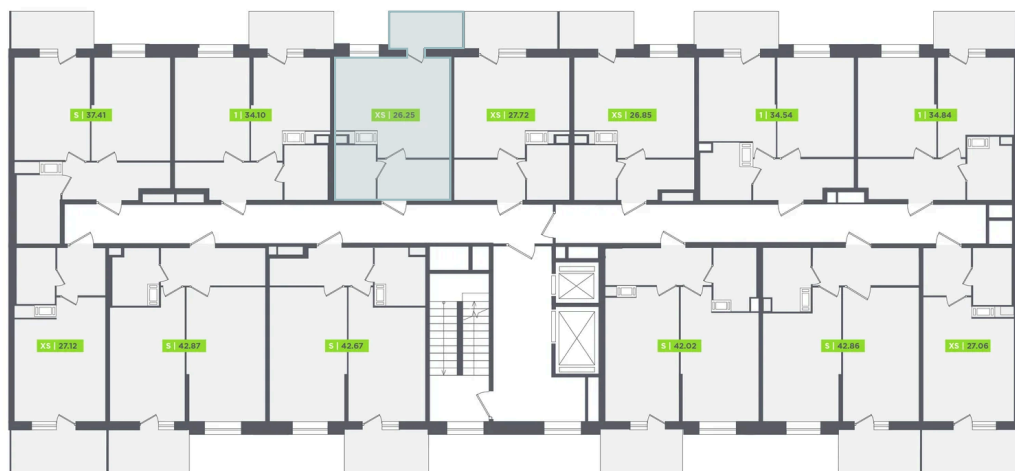 S | 37.41
1 | 34.10
XS | 26.25
XS | 27.72
XS | 26.85
1 | 34.54
1 | 34.84
XS | 27.12
S | 42.87
S | 42.67
S | 42.02
S | 42.86
XS | 27.06